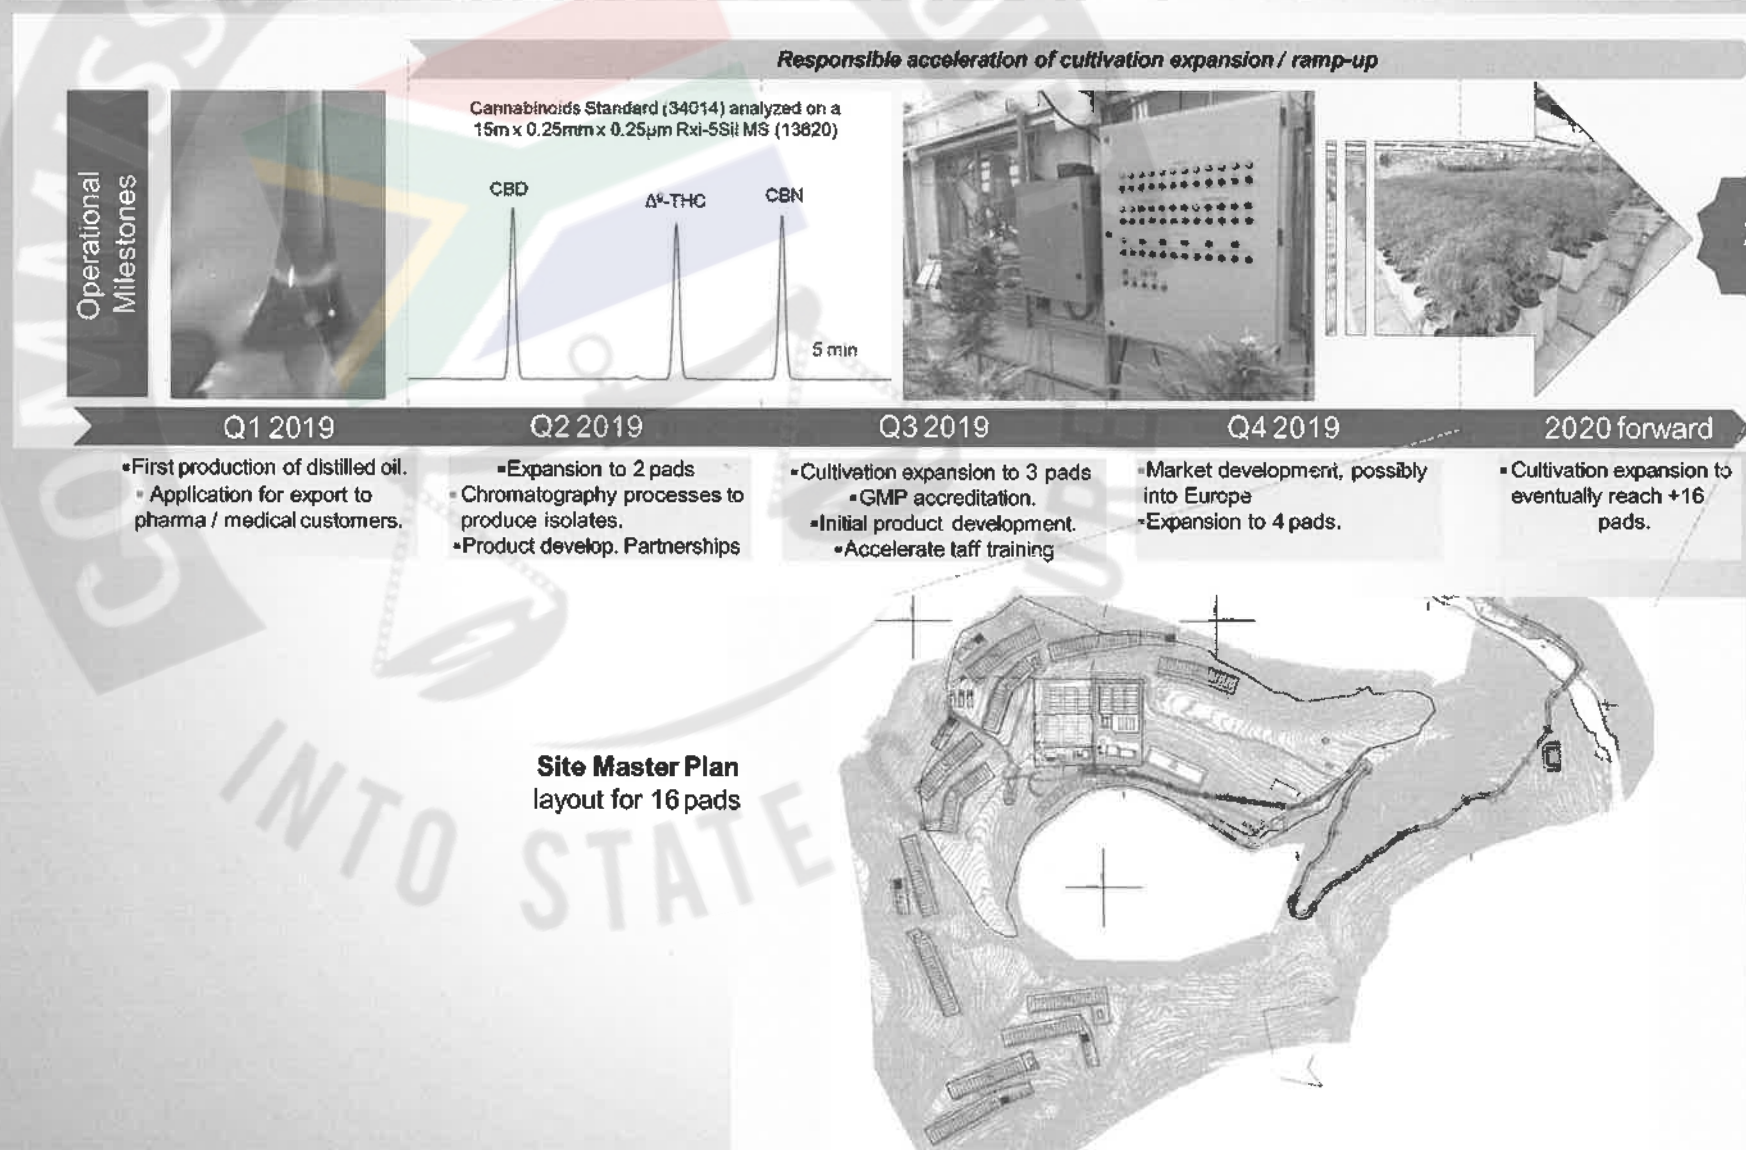 Responsible acceleration of cultivation expansion / ramp-up
Operational
Milestones
Cannabinoids Standard (34014) analyzed on a
15m x 0.25mm x 0.25µm Rxi-5Sil MS (13620)
CBD
Δ⁹-THC
CBN
5 min
Q1 2019
Q2 2019
Q3 2019
Q4 2019
2020 forward
▪First production of distilled oil.
▪ Application for export to
pharma / medical customers.
▪Expansion to 2 pads
▪ Chromatography processes to
produce isolates.
▪Product develop. Partnerships
▪Cultivation expansion to 3 pads
▪GMP accreditation.
▪Initial product development.
▪Accelerate taff training
▪Market development, possibly
into Europe
▪Expansion to 4 pads.
▪ Cultivation expansion to
eventually reach +16
pads.
Site Master Plan
layout for 16 pads
INTO STATE